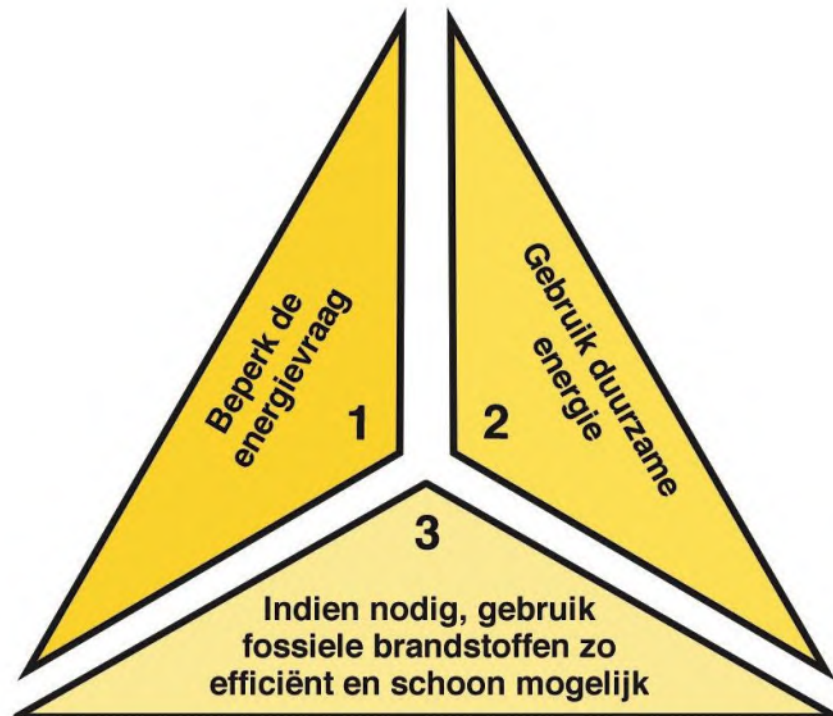 Beperk de
energievraag
1
Gebruik duurzame
energie
2
3
Indien nodig, gebruik
fossiele brandstoffen zo
efficiënt en schoon mogelijk